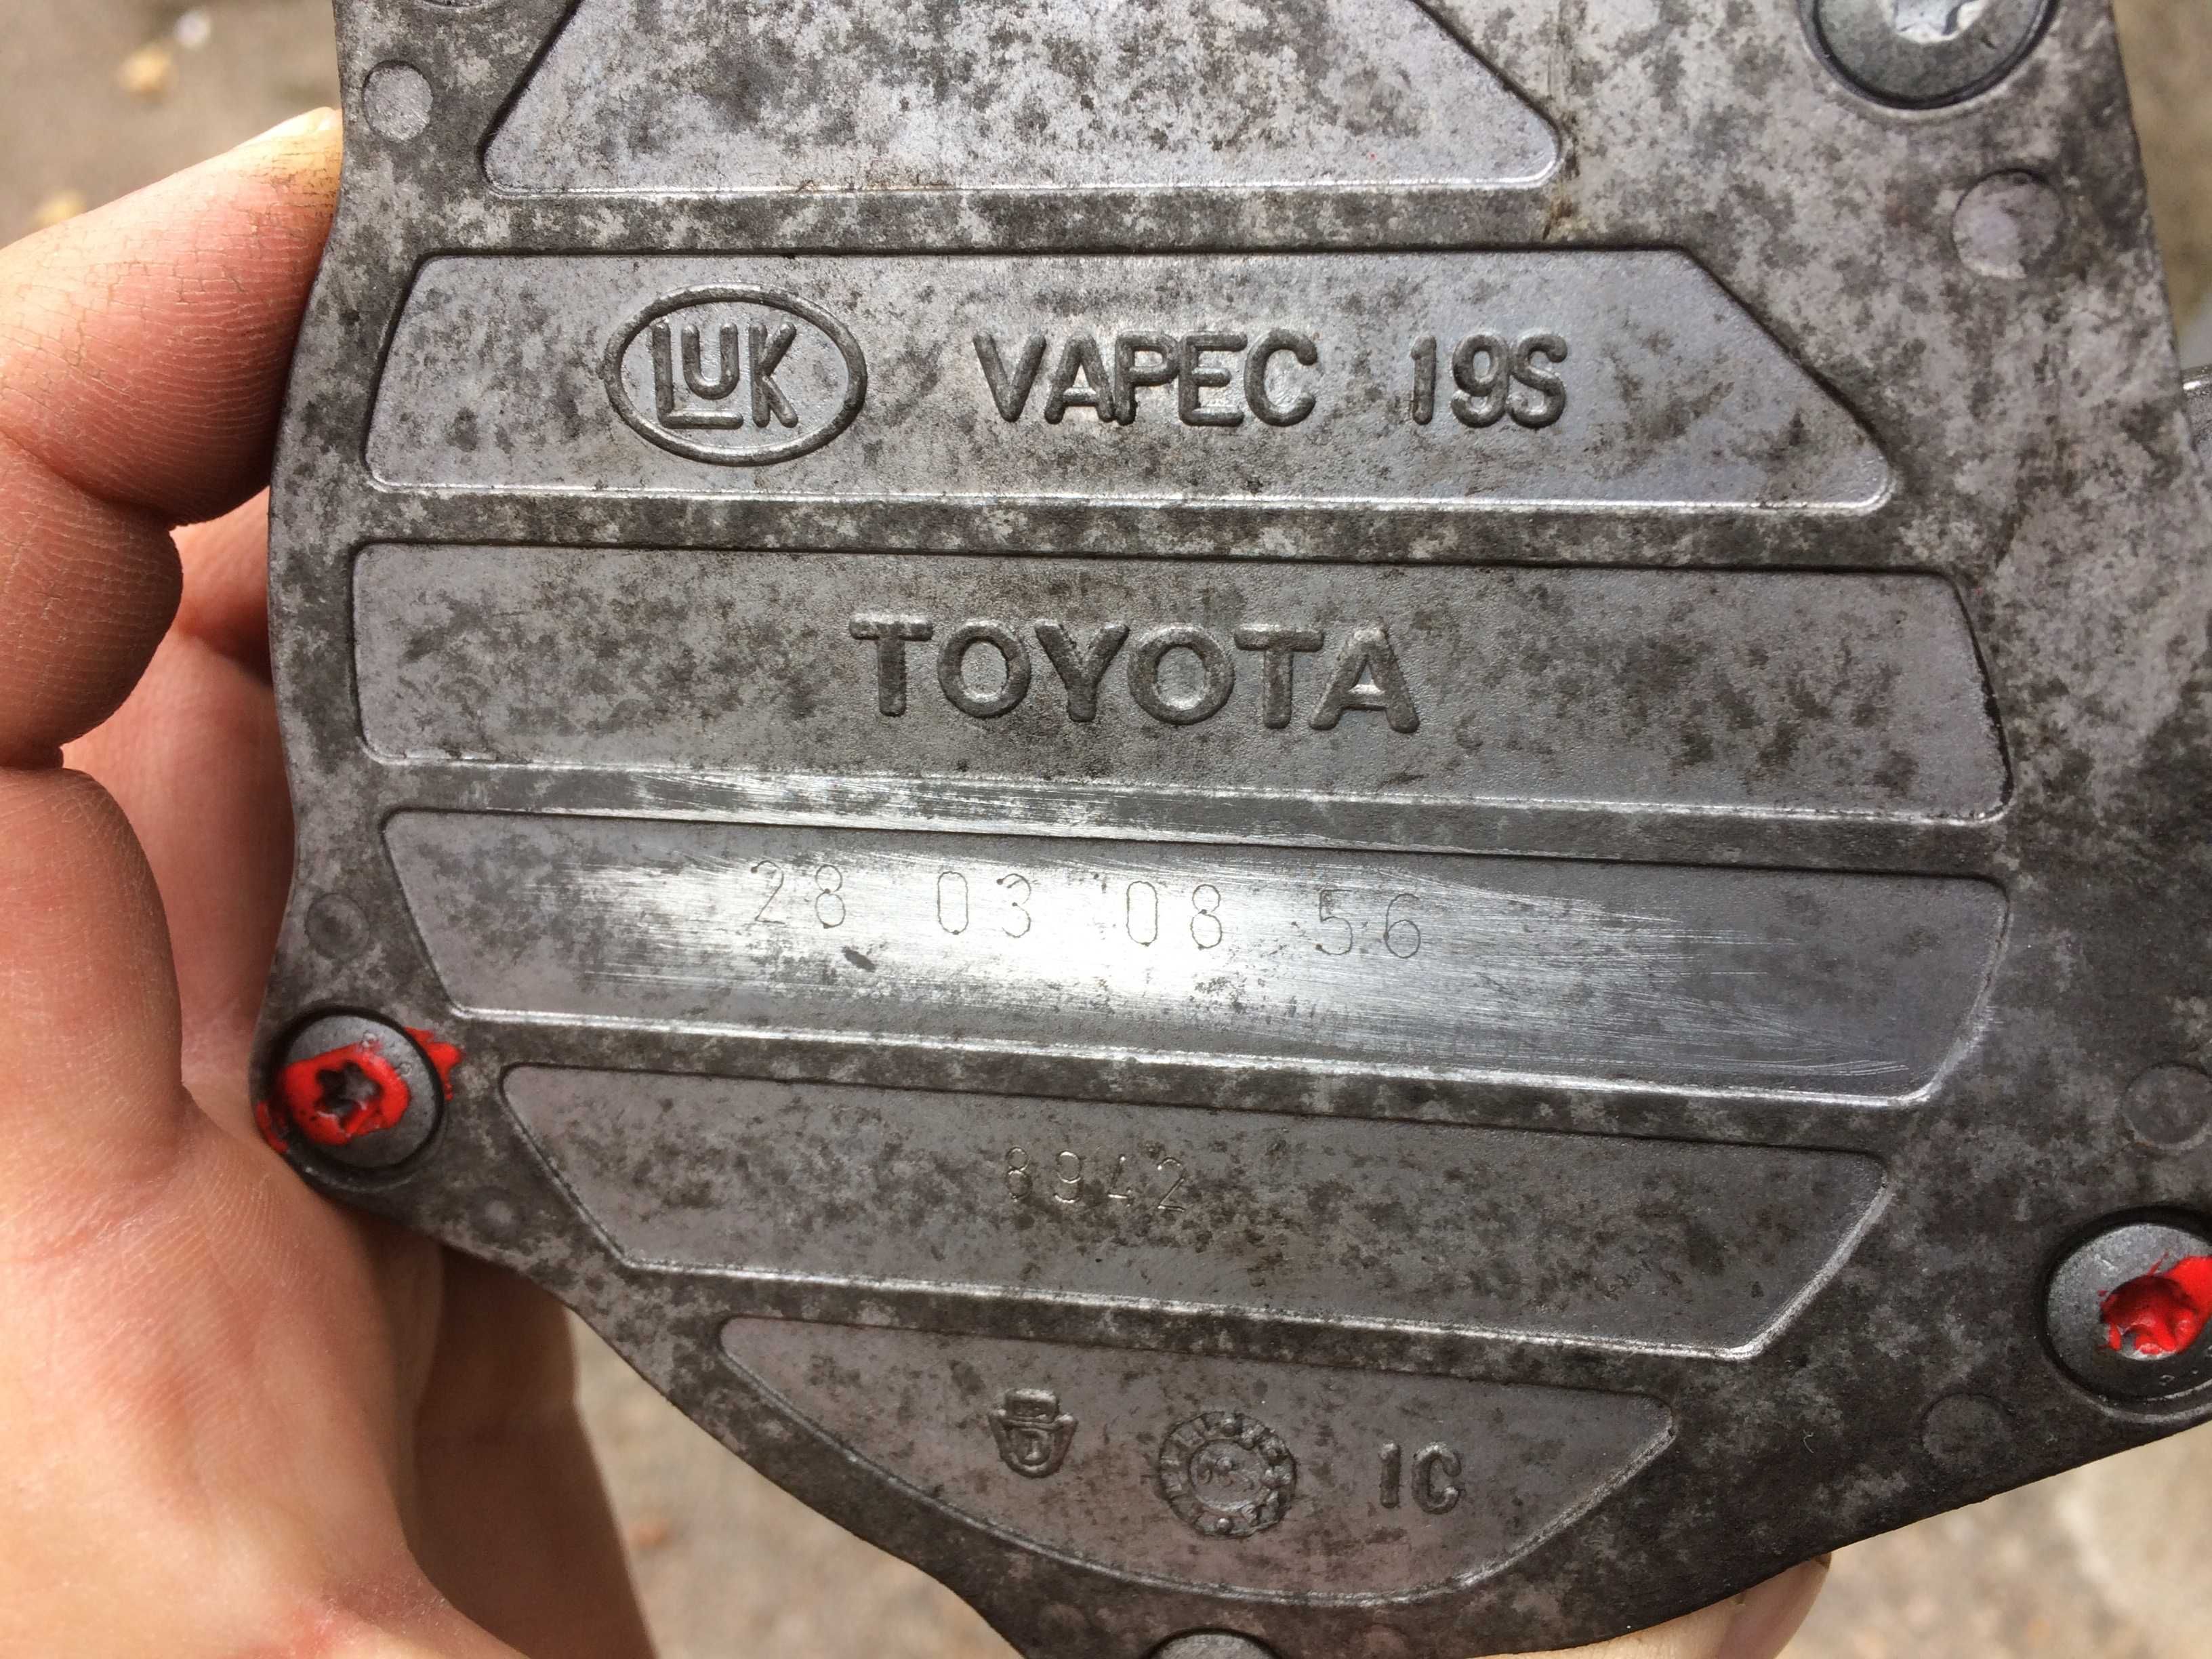 LUK VAPEC 19S
TOYOTA
28 03 08 56
8942
1C